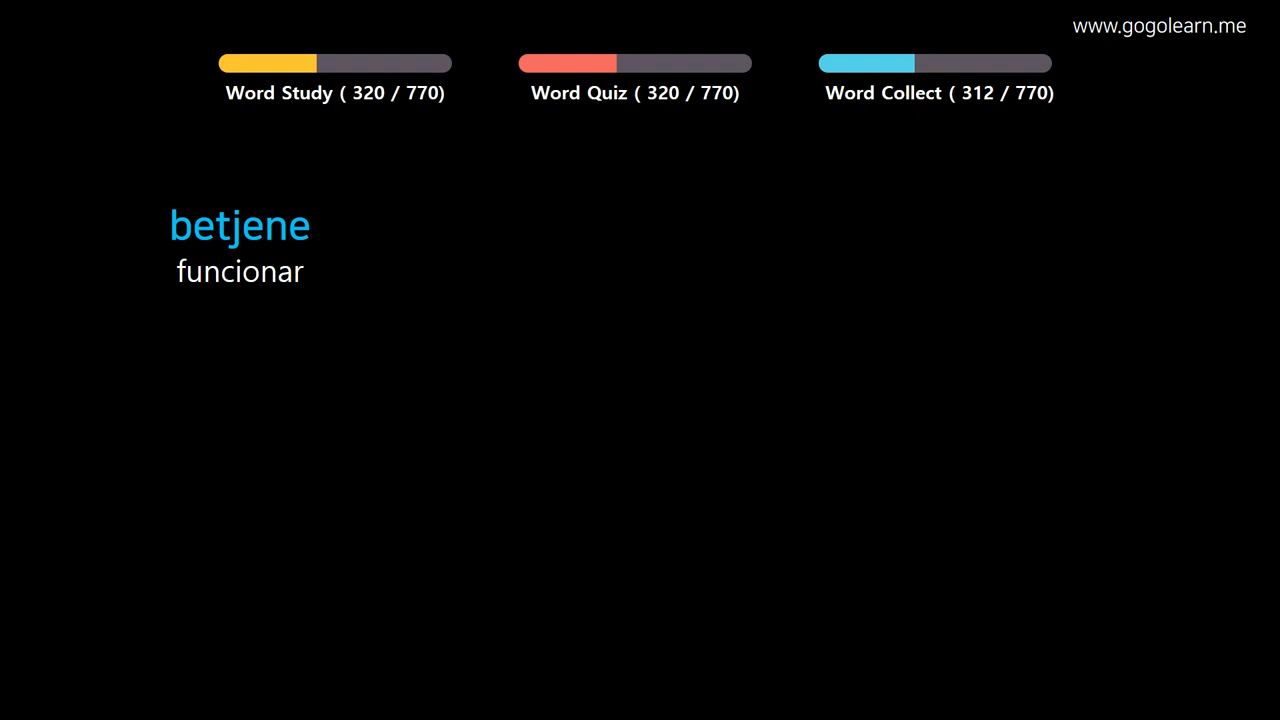 www.gogolearn.me
Word Study ( 320 / 770)
Word Quiz ( 320 / 770)
Word Collect ( 312 / 770)
betjene
funcionar